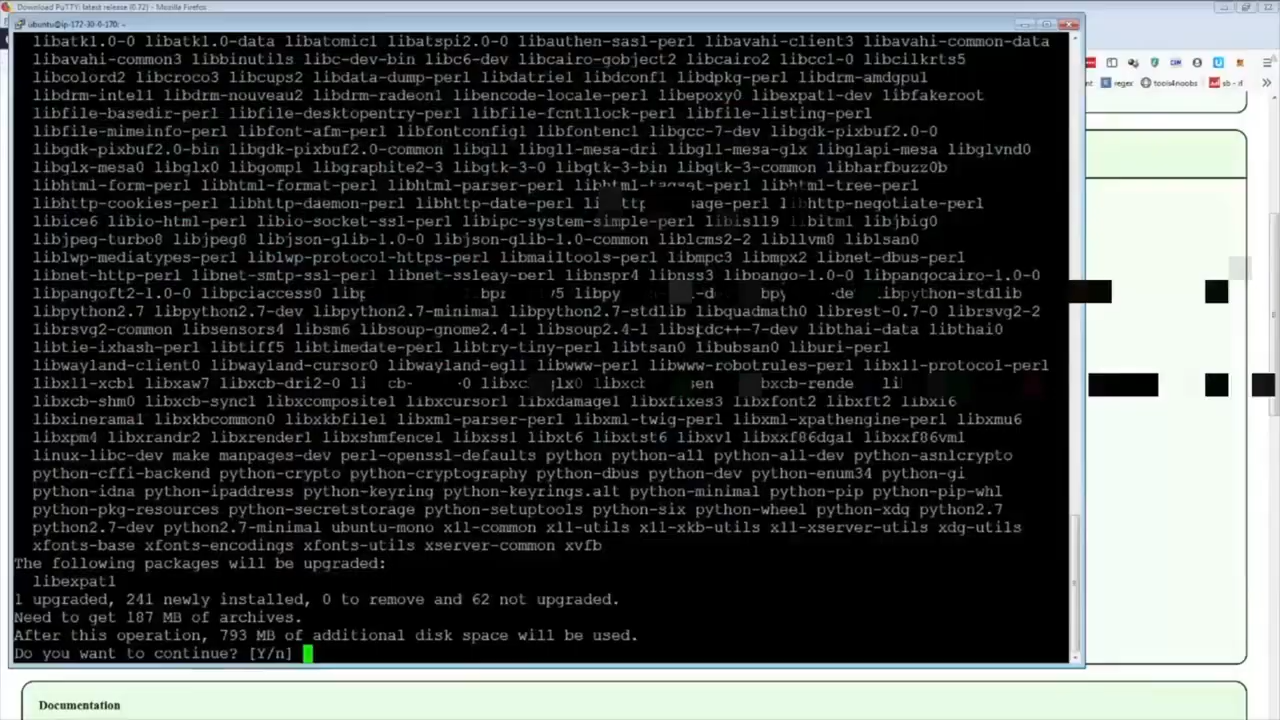 Download PuTTY: latest release (0.72) - Mozilla Firefox
ubuntu@ip-172-30-0-170: ~
libatk1.0-0 libatk1.0-data libatomic1 libatspi2.0-0 libauthen-sasl-perl libavahi-client3 libavahi-common-data
libavahi-common3 libbinutils libc-dev-bin libc6-dev libcairo-gobject2 libcairo2 libcc1-0 libcilkrts5
libcolord2 libcroco3 libcups2 libdata-dump-perl libdatrie1 libdconf1 libdpkg-perl libdrm-amdgpu1
libdrm-intel1 libdrm-nouveau2 libdrm-radeon1 libencode-locale-perl libepoxy0 libexpat1-dev libfakeroot
libfile-basedir-perl libfile-desktopentry-perl libfile-fcntllock-perl libfile-listing-perl
libfile-mimeinfo-perl libfont-afm-perl libfontconfig1 libfontenc1 libgcc-7-dev libgdk-pixbuf2.0-0
libgdk-pixbuf2.0-bin libgdk-pixbuf2.0-common libgl1 libgl1-mesa-dri libgl1-mesa-glx libglapi-mesa libglvnd0
libglx-mesa0 libglx0 libgomp1 libgraphite2-3 libgtk-3-0 libgtk-3-bin libgtk-3-common libharfbuzz0b
libhtml-form-perl libhtml-format-perl libhtml-parser-perl libhtml-tagset-perl libhtml-tree-perl
libhttp-cookies-perl libhttp-daemon-perl libhttp-date-perl libhttp-negotiate-perl
libice6 libio-html-perl libio-socket-ssl-perl libipc-system-simple-perl libisl19 libitm1 libjbig0
libjpeg-turbo8 libjpeg8 libjson-glib-1.0-0 libjson-glib-1.0-common liblcms2-2 libllvm8 liblsan0
liblwp-mediatypes-perl liblwp-protocol-https-perl libmailtools-perl libmpc3 libmpx2 libnet-dbus-perl
libnet-http-perl libnet-smtp-ssl-perl libnet-ssleay-perl libnspr4 libnss3 libpango-1.0-0 libpangocairo-1.0-0
libpangoft2-1.0-0 libpciaccess0 libpython-stdlib
libpython2.7 libpython2.7-dev libpython2.7-minimal libpython2.7-stdlib libquadmath0 librest-0.7-0 librsvg2-2
librsvg2-common libsensors4 libsm6 libsoup-gnome2.4-1 libsoup2.4-1 libstdc++-7-dev libthai-data libthai0
libtie-ixhash-perl libtiff5 libtimedate-perl libtry-tiny-perl libtsan0 libubsan0 liburi-perl
libwayland-client0 libwayland-cursor0 libwayland-egl1 libwww-perl libwww-robotrules-perl libx11-protocol-perl
libx11-xcb1 libxaw7 libxcb-dri2-0
libxcb-shm0 libxcb-sync1 libxcomposite1 libxcursor1 libxdamage1 libxfixes3 libxfont2 libxft2 libxi6
libxinerama1 libxkbcommon0 libxkbfile1 libxml-parser-perl libxml-twig-perl libxml-xpathengine-perl libxmu6
libxpm4 libxrandr2 libxrender1 libxshmfence1 libxss1 libxt6 libxtst6 libxv1 libxxf86dga1 libxxf86vm1
linux-libc-dev make manpages-dev perl-openssl-defaults python python-all python-all-dev python-asn1crypto
python-cffi-backend python-crypto python-cryptography python-dbus python-dev python-enum34 python-gi
python-idna python-ipaddress python-keyring python-keyrings.alt python-minimal python-pip python-pip-whl
python-pkg-resources python-secretstorage python-setuptools python-six python-wheel python-xdg python2.7
python2.7-dev python2.7-minimal ubuntu-mono x11-common x11-utils x11-xkb-utils x11-xserver-utils xdg-utils
xfonts-base xfonts-encodings xfonts-utils xserver-common xvfb
The following packages will be upgraded:
libexpat1
1 upgraded, 241 newly installed, 0 to remove and 62 not upgraded.
Need to get 187 MB of archives.
After this operation, 793 MB of additional disk space will be used.
Do you want to continue? [Y/n]
regex tools4noobs
Documentation